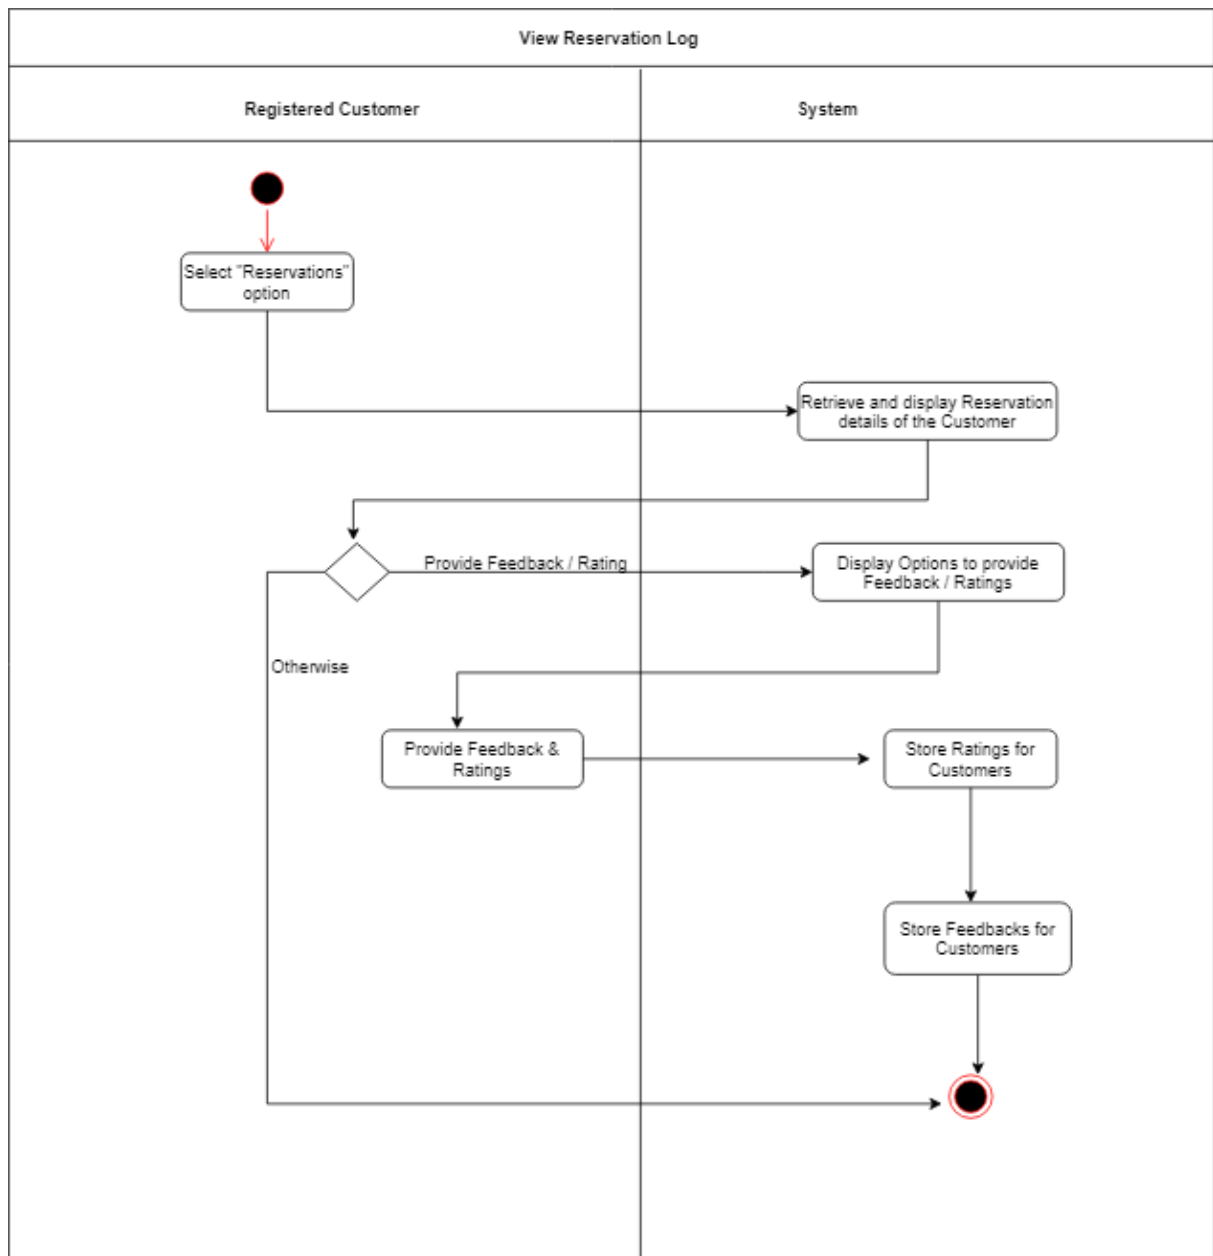 View Reservation Log
Registered Customer
System
Select "Reservations"
option
Retrieve and display Reservation
details of the Customer
Provide Feedback / Rating
Display Options to provide
Feedback / Ratings
Otherwise
Provide Feedback &
Ratings
Store Ratings for
Customers
Store Feedbacks for
Customers